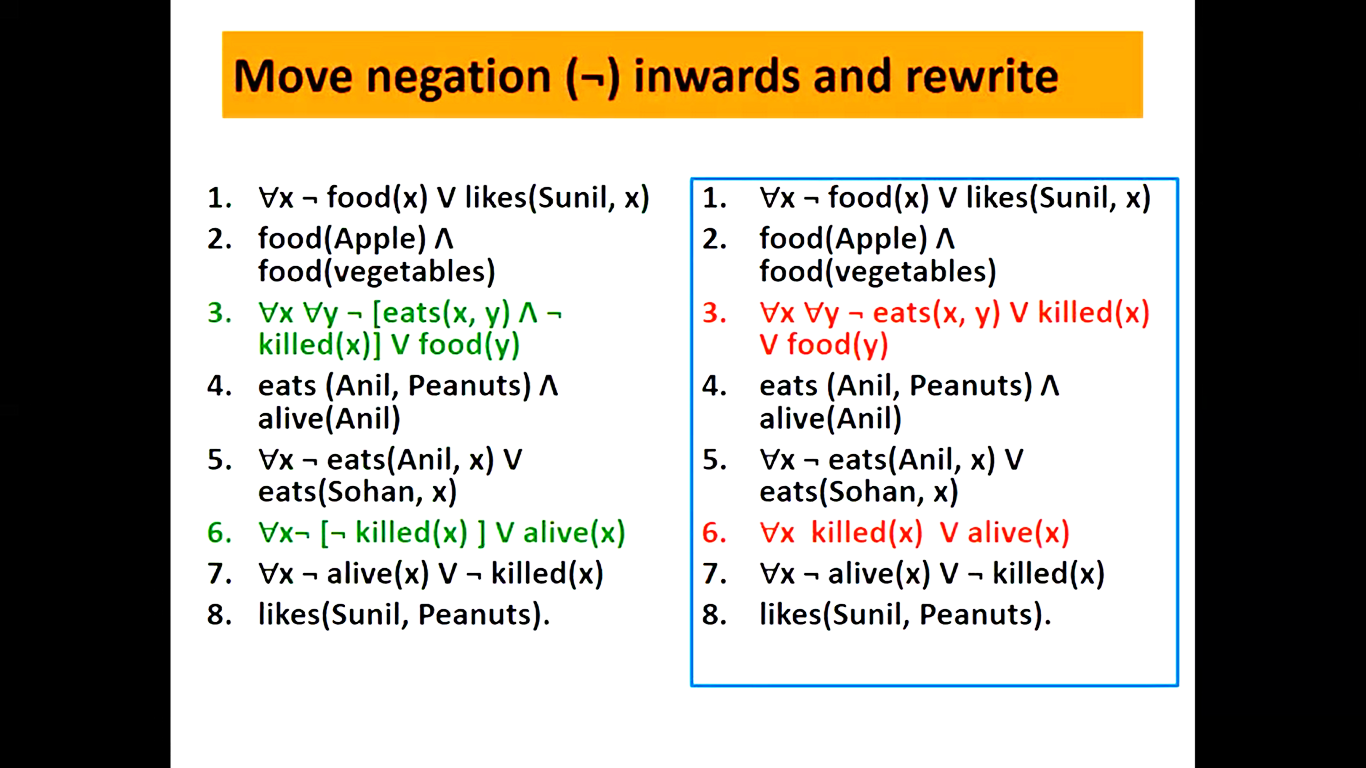 Move negation (¬) inwards and rewrite
1. ∀x ¬ food(x) V likes(Sunil, x)
2. food(Apple) Λ
food(vegetables)
3. ∀x ∀y ¬ [eats(x, y) Λ ¬
killed(x)] V food(y)
4. eats (Anil, Peanuts) Λ
alive(Anil)
5. ∀x ¬ eats(Anil, x) V
eats(Sohan, x)
6. ∀x¬ [¬ killed(x) ] V alive(x)
7. ∀x ¬ alive(x) V ¬ killed(x)
8. likes(Sunil, Peanuts).
1. ∀x ¬ food(x) V likes(Sunil, x)
2. food(Apple) Λ
food(vegetables)
3. ∀x ∀y ¬ eats(x, y) V killed(x)
V food(y)
4. eats (Anil, Peanuts) Λ
alive(Anil)
5. ∀x ¬ eats(Anil, x) V
eats(Sohan, x)
6. ∀x killed(x) V alive(x)
7. ∀x ¬ alive(x) V ¬ killed(x)
8. likes(Sunil, Peanuts).